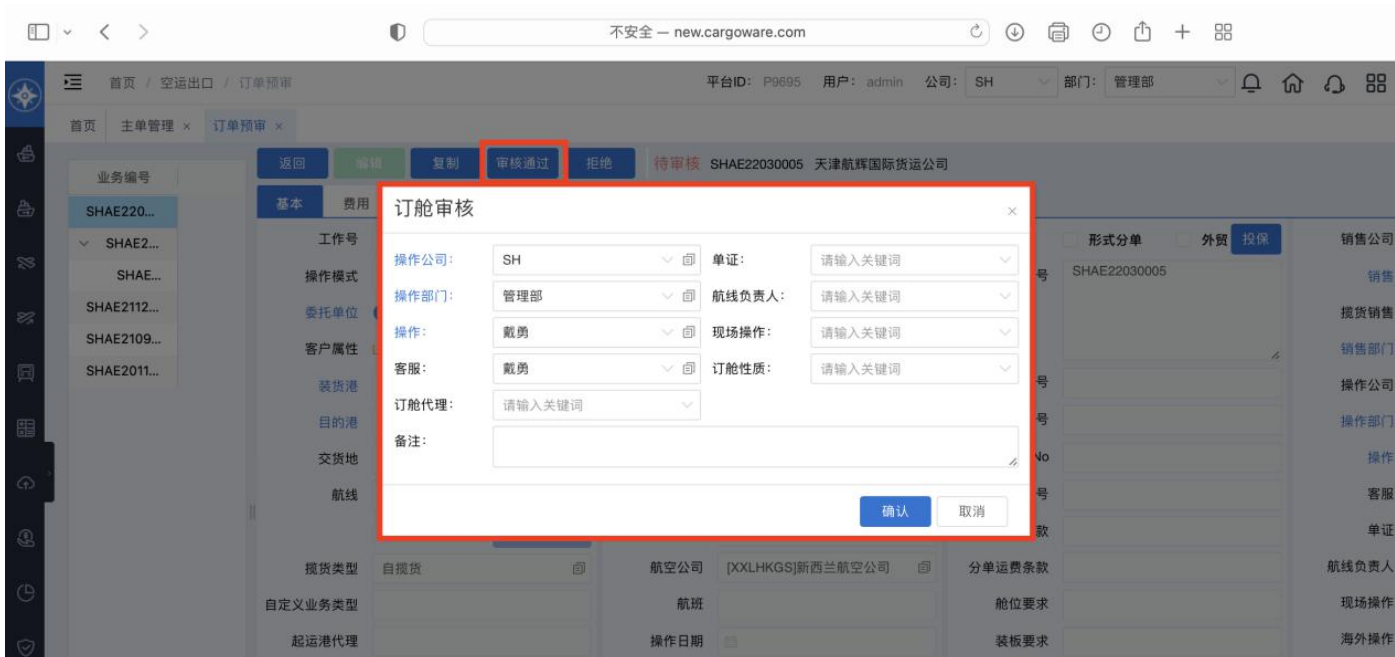 不安全 — new.cargoware.com
首页 / 空运出口 / 订单预审 平台ID: P9695 用户: admin 公司: SH 部门: 管理部
首页 主单管理 × 订单预审 ×
返回 编辑 复制 审核通过 拒绝 待审核 SHAE22030005 天津航辉国际货运公司
业务编号
基本 费用 订舱审核 ×
SHAE220...
工作号 形式分单 外贸 投保 销售公司
SHAE2... 操作公司: SH 单证: 请输入关键词
SHAE... 操作模式 号 SHAE22030005 销售
操作部门: 管理部 航线负责人: 请输入关键词
SHAE2112... 委托单位 揽货销售
操作: 戴勇 现场操作: 请输入关键词
SHAE2109... 客户属性 销售部门
客服: 戴勇 订舱性质: 请输入关键词
SHAE2011... 装货港 号 操作公司
订舱代理: 请输入关键词
目的港 号 操作部门
备注:
交货地 No 操作
航线 号 客服
确认 取消
款 单证
揽货类型 自揽货 航空公司 [XXLHKGS]新西兰航空公司 分单运费条款 航线负责人
自定义业务类型 航班 舱位要求 现场操作
起运港代理 操作日期 装板要求 海外操作